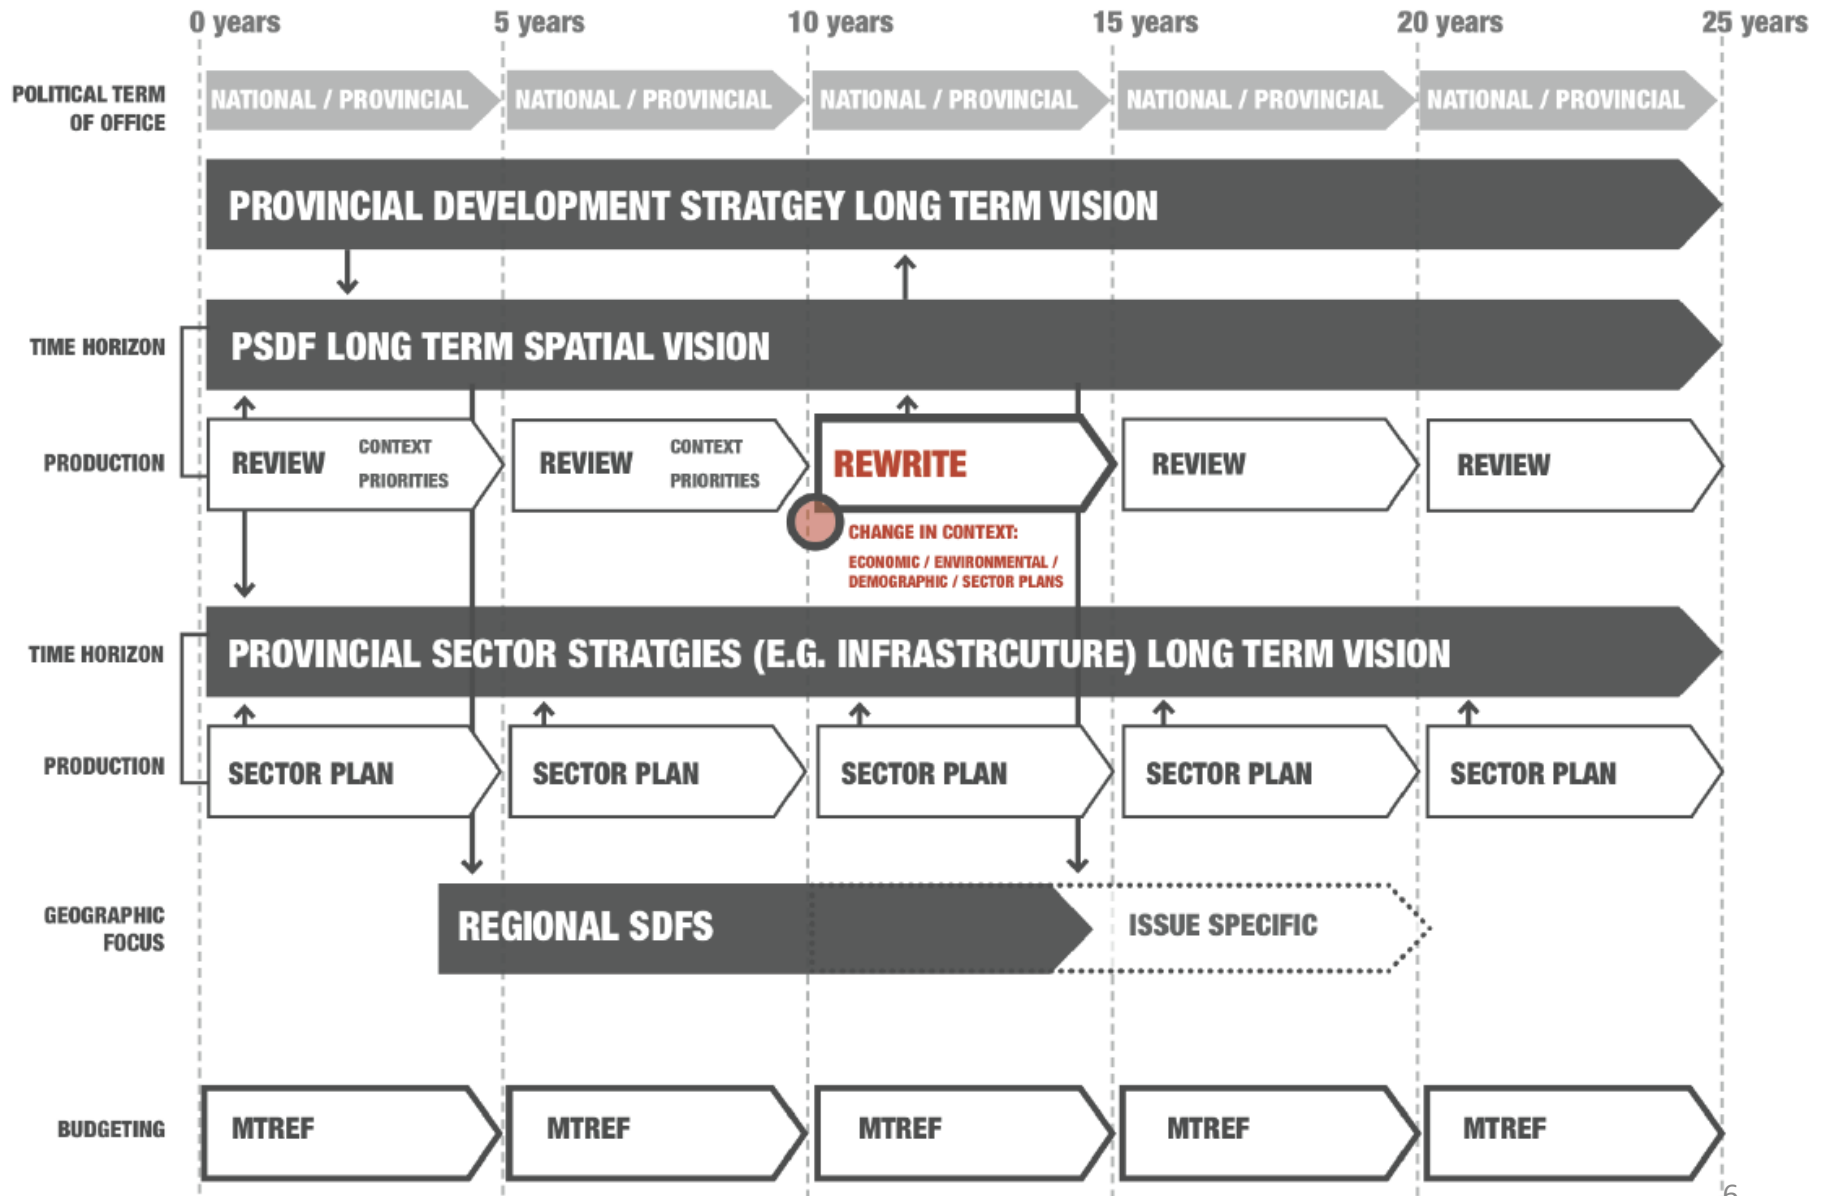 0 years 5 years 10 years 15 years 20 years 25 years
POLITICAL TERM
OF OFFICE
NATIONAL / PROVINCIAL NATIONAL / PROVINCIAL NATIONAL / PROVINCIAL NATIONAL / PROVINCIAL NATIONAL / PROVINCIAL
PROVINCIAL DEVELOPMENT STRATGEY LONG TERM VISION
TIME HORIZON
PSDF LONG TERM SPATIAL VISION
PRODUCTION
REVIEW
CONTEXT
PRIORITIES
REVIEW
CONTEXT
PRIORITIES
REWRITE
REVIEW
REVIEW
CHANGE IN CONTEXT:
ECONOMIC / ENVIRONMENTAL /
DEMOGRAPHIC / SECTOR PLANS
TIME HORIZON
PROVINCIAL SECTOR STRATGIES (E.G. INFRASTRCUTURE) LONG TERM VISION
PRODUCTION
SECTOR PLAN SECTOR PLAN SECTOR PLAN SECTOR PLAN SECTOR PLAN
GEOGRAPHIC
FOCUS
REGIONAL SDFS
ISSUE SPECIFIC
BUDGETING
MTREF MTREF MTREF MTREF MTREF
6